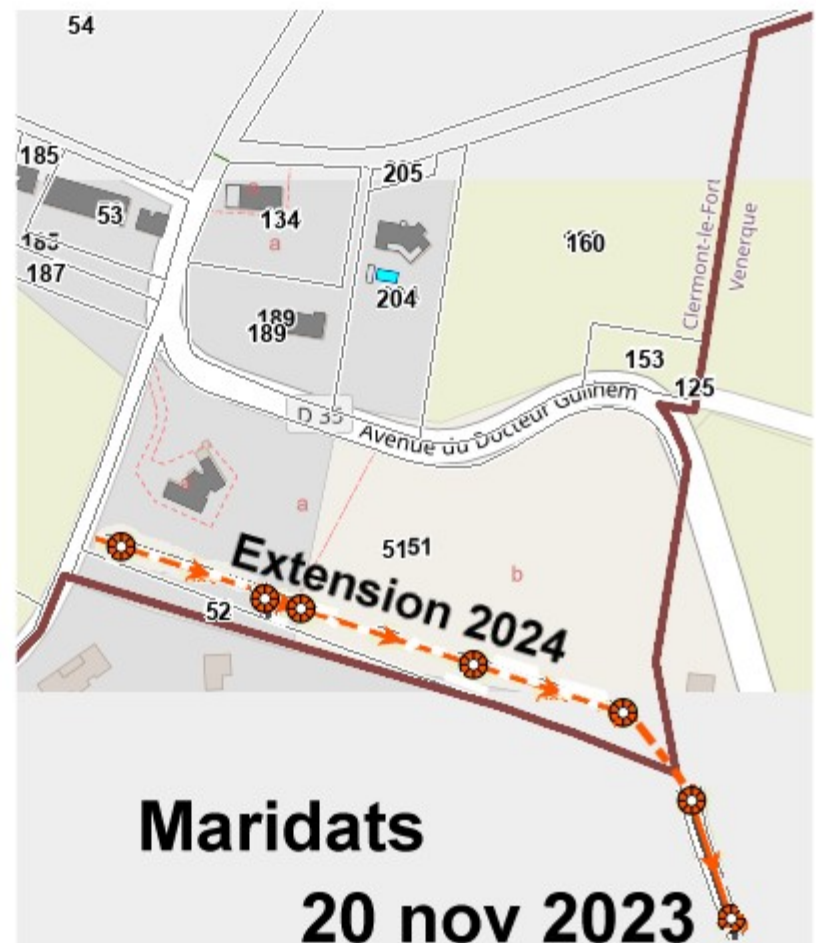 54
185
205
53
134
a
160
Clermont-le-Fort
Venerque
187
204
189
189
153
125
D 35
Avenue du Docteur Guilhem
a
5151
b
Extension 2024
52
Maridats
20 nov 2023